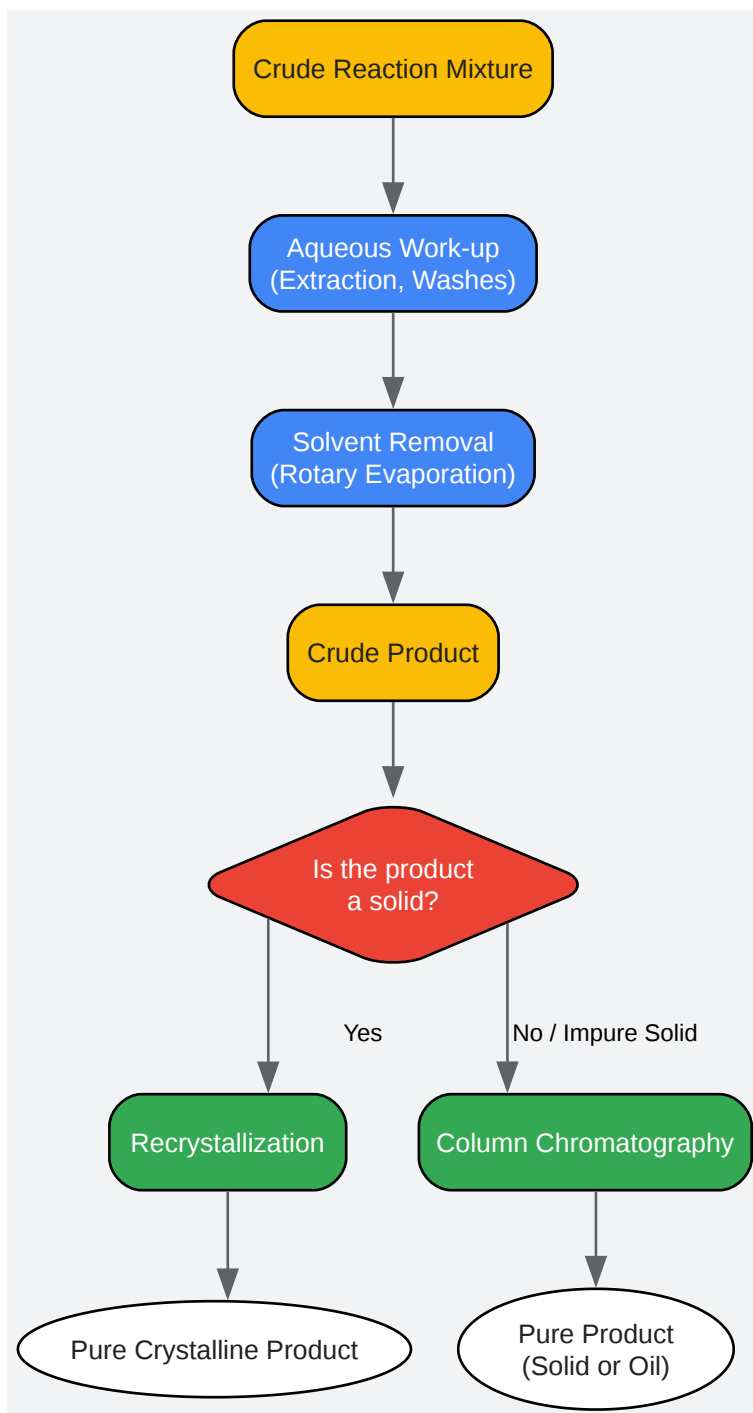 Crude Reaction Mixture
Aqueous Work-up
(Extraction, Washes)
Solvent Removal
(Rotary Evaporation)
Crude Product
Is the product
a solid?
Yes
No / Impure Solid
Recrystallization
Column Chromatography
Pure Crystalline Product
Pure Product
(Solid or Oil)